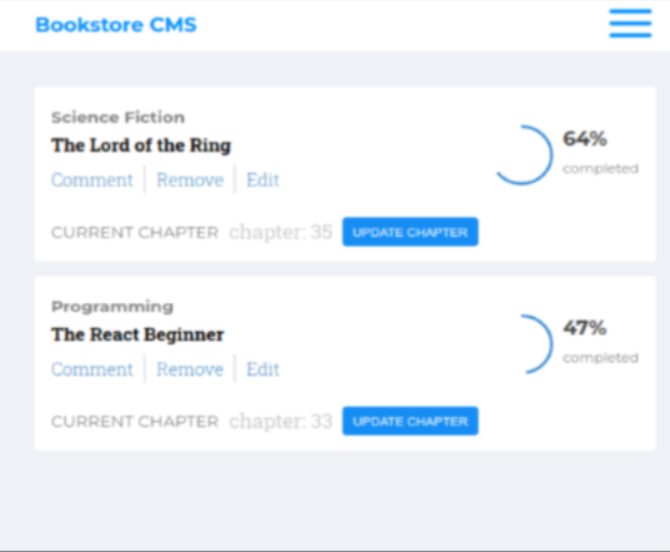 Bookstore CMS
Science Fiction
The Lord of the Ring
Comment Remove Edit
64%
completed
CURRENT CHAPTER chapter: 35 UPDATE CHAPTER
Programming
The React Beginner
Comment Remove Edit
47%
completed
CURRENT CHAPTER chapter: 33 UPDATE CHAPTER